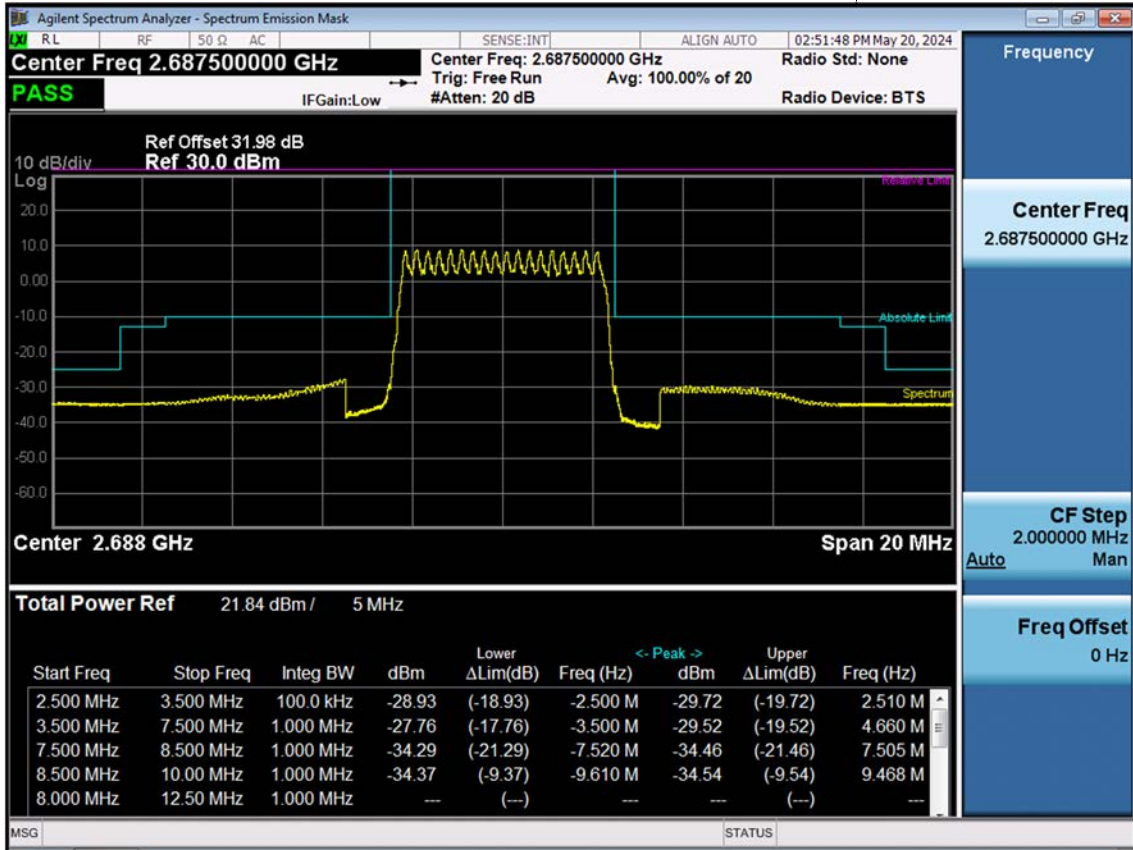 Agilent Spectrum Analyzer - Spectrum Emission Mask
LXI RL RF 50 Ω AC SENSE:INT ALIGN AUTO 02:51:48 PM May 20, 2024
Center Freq 2.687500000 GHz
Center Freq: 2.687500000 GHz
Radio Std: None
Trig: Free Run
Avg: 100.00% of 20
PASS
IFGain:Low
#Atten: 20 dB
Radio Device: BTS
Ref Offset 31.98 dB
10 dB/div
Ref 30.0 dBm
Log
Relative Limit
20.0
10.0
0.00
-10.0
Absolute Limit
-20.0
-30.0
Spectrum
-40.0
-50.0
-60.0
Center 2.688 GHz
Span 20 MHz
Total Power Ref 21.84 dBm / 5 MHz
Lower <- Peak -> Upper
Start Freq Stop Freq Integ BW dBm ΔLim(dB) Freq (Hz) dBm ΔLim(dB) Freq (Hz)
2.500 MHz 3.500 MHz 100.0 kHz -28.93 (-18.93) -2.500 M -29.72 (-19.72) 2.510 M
3.500 MHz 7.500 MHz 1.000 MHz -27.76 (-17.76) -3.500 M -29.52 (-19.52) 4.660 M
7.500 MHz 8.500 MHz 1.000 MHz -34.29 (-21.29) -7.520 M -34.46 (-21.46) 7.505 M
8.500 MHz 10.00 MHz 1.000 MHz -34.37 (-9.37) -9.610 M -34.54 (-9.54) 9.468 M
8.000 MHz 12.50 MHz 1.000 MHz --- (---) --- --- (---) ---
MSG
STATUS
Frequency
Center Freq
2.687500000 GHz
CF Step
2.000000 MHz
Auto Man
Freq Offset
0 Hz